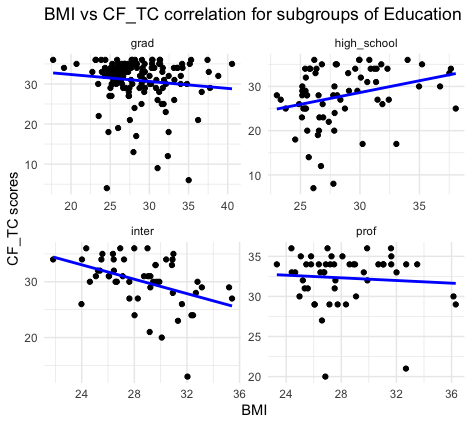 BMI vs CF_TC correlation for subgroups of Education
grad
high_school
30
20
10
20 25 30 35 40
30
20
10
25 30 35
inter
prof
30
20
24 28 32 36
35
30
25
20
24 28 32 36
CF_TC scores
BMI